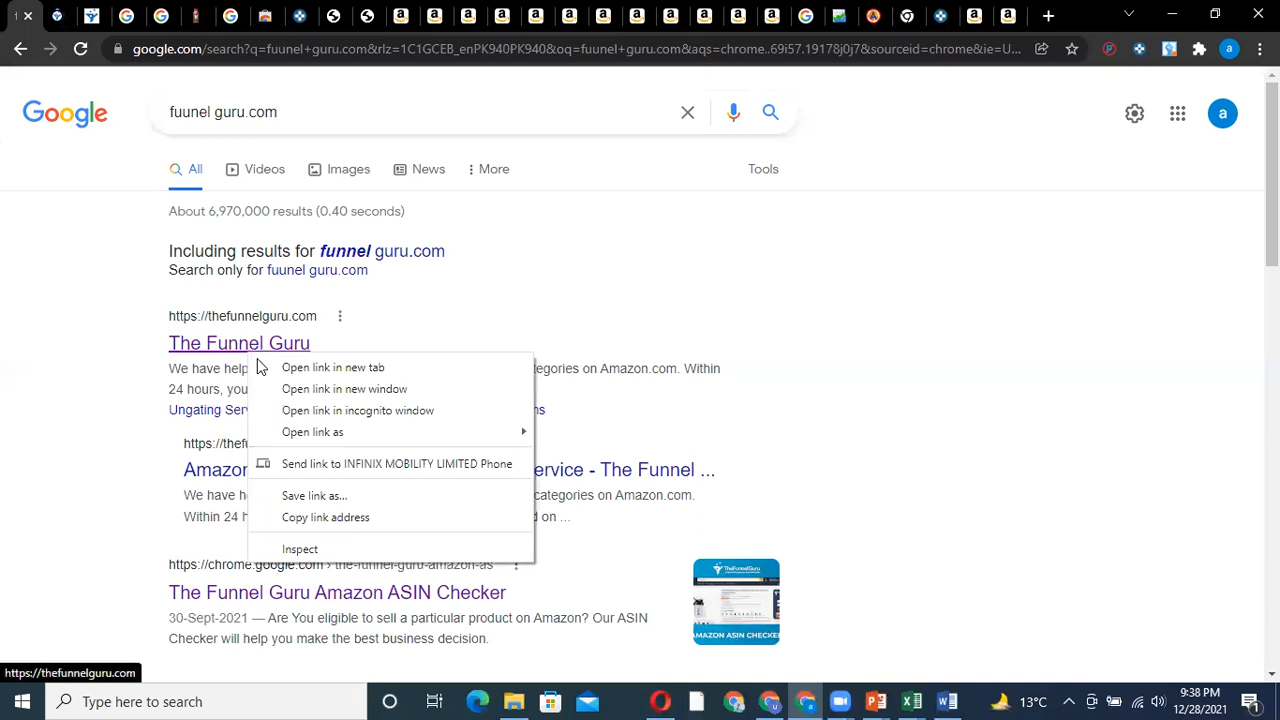 google.com/search?q=fuunel+guru.com&rlz=1C1GCEB_enPK940PK940&oq=fuunel+guru.com&aqs=chrome..69i57.19178j0j7&sourceid=chrome&ie=U...
a
Google
fuunel guru.com
a
All
Videos
Images
News
More
Tools
About 6,970,000 results (0.40 seconds)
Including results for funnel guru.com
Search only for fuunel guru.com
https://thefunnelguru.com
The Funnel Guru
We have help
Open link in new tab
ategories on Amazon.com. Within
24 hours, you
Open link in new window
Ungating Serv
Open link in incognito window
ns
Open link as
https://thefu
Send link to INFINIX MOBILITY LIMITED Phone
Amazon
ervice - The Funnel ...
We have h
Save link as...
categories on Amazon.com.
Within 24 h
Copy link address
d on ...
Inspect
https://chrome.google.com › the-funnel-guru-amazon-as
The Funnel Guru Amazon ASIN Checker
30-Sept-2021 — Are You eligible to sell a particular product on Amazon? Our ASIN
Checker will help you make the best business decision.
TheFunnelGuru
AMAZON ASIN CHECKE
https://thefunnelguru.com
Type here to search
13°C
9:38 PM
12/28/2021